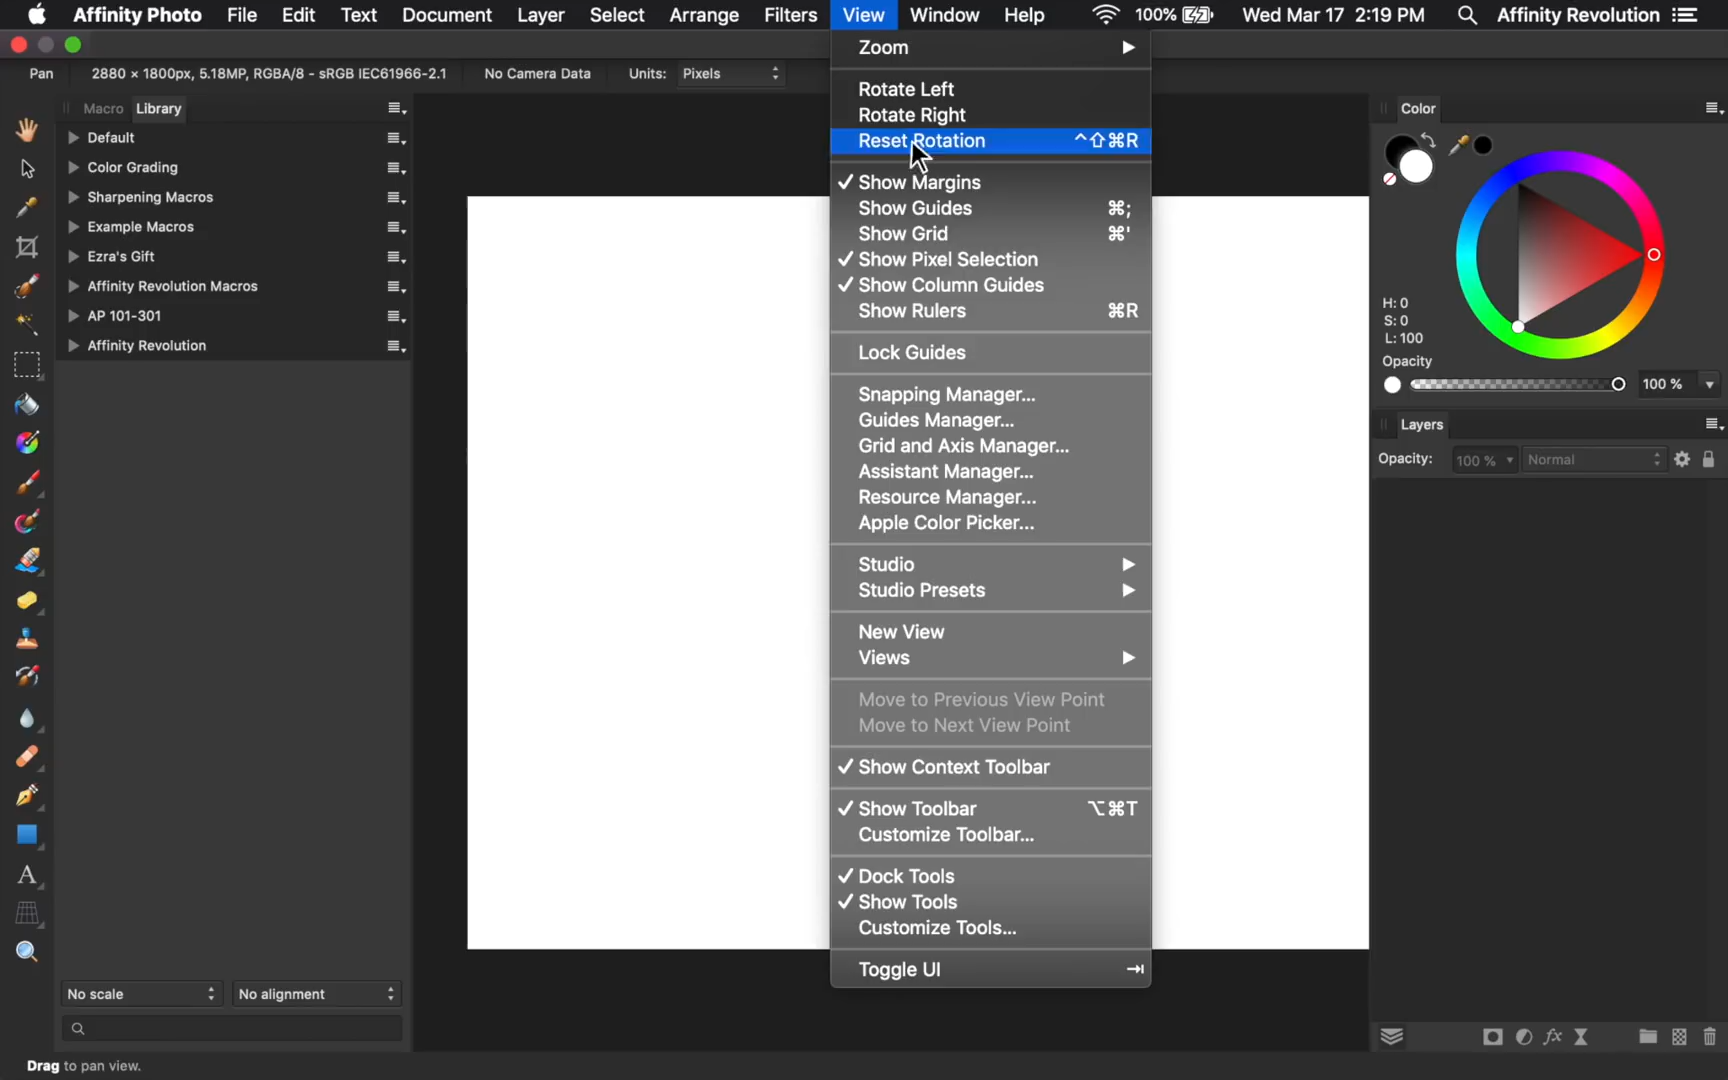 Affinity Photo File Edit Text Document Layer Select Arrange Filters View Window Help 100% Wed Mar 17 2:19 PM Affinity Revolution
Pan 2880 × 1800px, 5.18MP, RGBA/8 - sRGB IEC61966-2.1 No Camera Data Units: Pixels
Macro Library
Default
Color Grading
Sharpening Macros
Example Macros
Ezra's Gift
Affinity Revolution Macros
AP 101-301
Affinity Revolution
No scale No alignment
Drag to pan view.
Zoom
Rotate Left
Rotate Right
Reset Rotation ^⇧⌘R
✓ Show Margins
Show Guides ⌘;
Show Grid ⌘'
✓ Show Pixel Selection
✓ Show Column Guides
Show Rulers ⌘R
Lock Guides
Snapping Manager...
Guides Manager...
Grid and Axis Manager...
Assistant Manager...
Resource Manager...
Apple Color Picker...
Studio
Studio Presets
New View
Views
Move to Previous View Point
Move to Next View Point
✓ Show Context Toolbar
✓ Show Toolbar ⌥⌘T
Customize Toolbar...
✓ Dock Tools
✓ Show Tools
Customize Tools...
Toggle UI ⇥
Color
H: 0
S: 0
L: 100
Opacity
100 %
Layers
Opacity: 100 % Normal